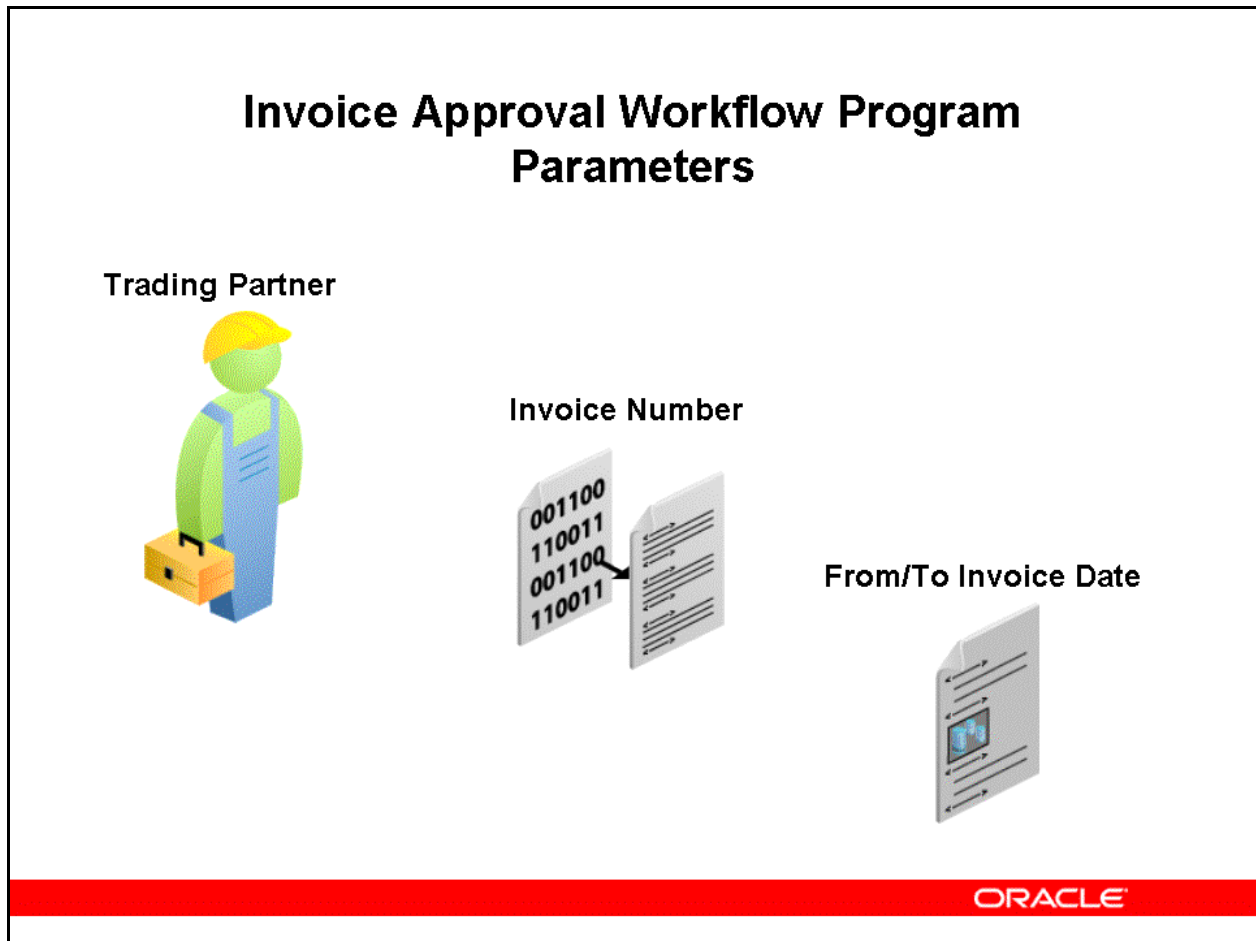 Invoice Approval Workflow Program
Parameters
Trading Partner
Invoice Number
001100
110011
001100
110011
From/To Invoice Date
ORACLE